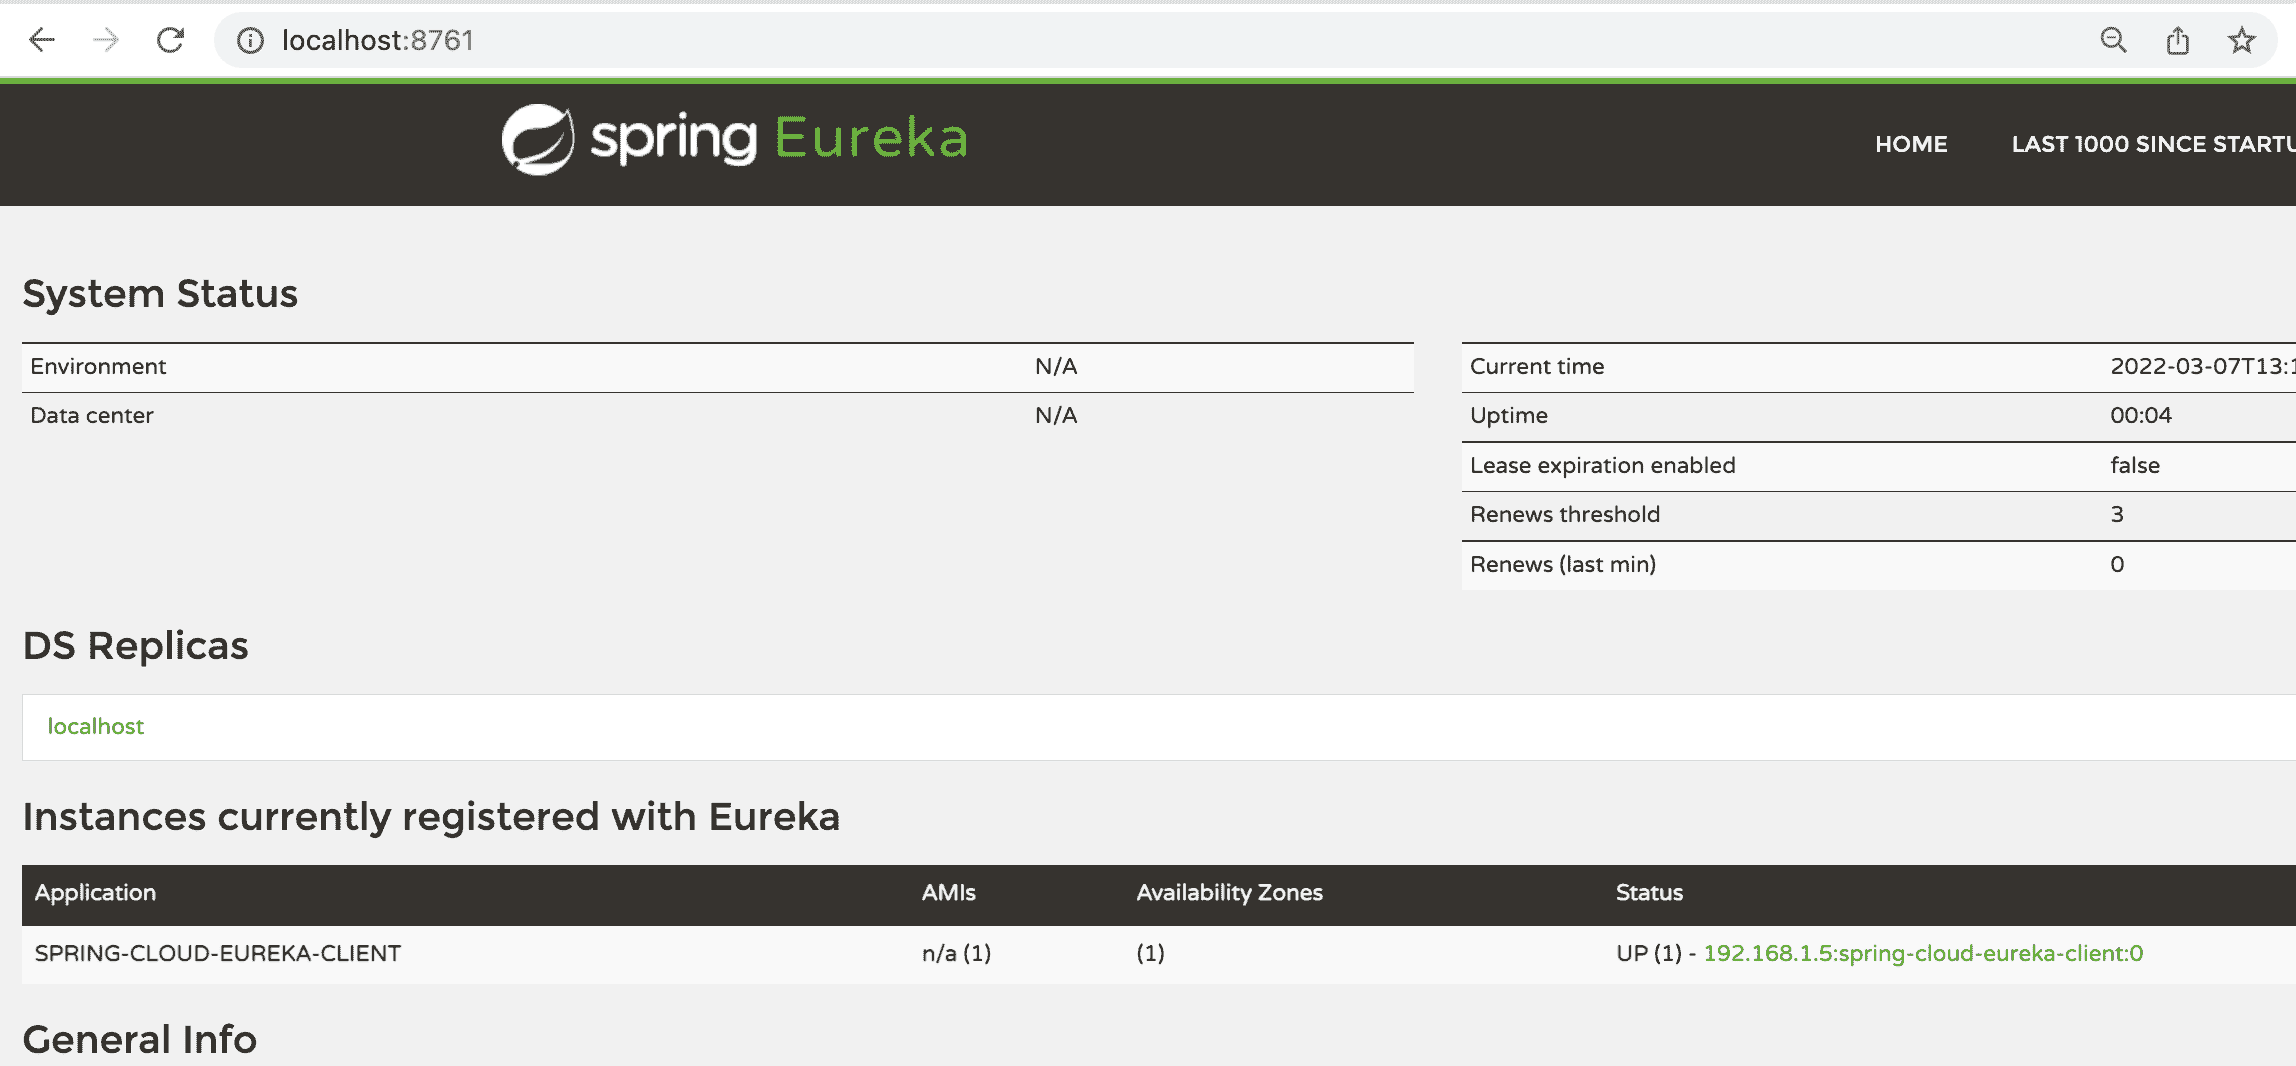 localhost:8761
spring Eureka
HOME LAST 1000 SINCE STARTU
System Status
Environment N/A
Data center N/A
Current time 2022-03-07T13:1
Uptime 00:04
Lease expiration enabled false
Renews threshold 3
Renews (last min) 0
DS Replicas
localhost
Instances currently registered with Eureka
Application AMIs Availability Zones Status
SPRING-CLOUD-EUREKA-CLIENT n/a (1) (1) UP (1) - 192.168.1.5:spring-cloud-eureka-client:0
General Info